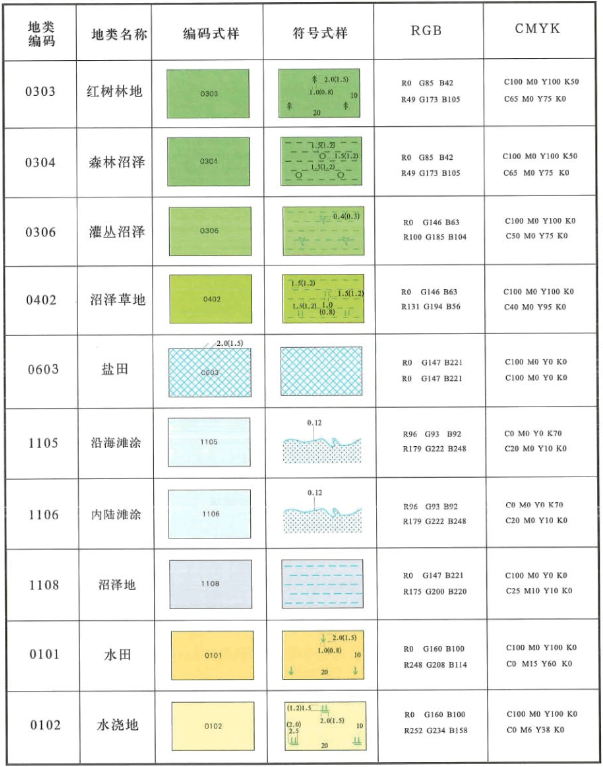 地类编码 地类名称 编码式样 符号式样 RGB CMYK
0303 红树林地 0303 2.0(1.5) 1.0(0.8) 10 20 R0 G85 B42 C100 M0 Y100 K50
R49 G173 B105 C65 M0 Y75 K0
0304 森林沼泽 0304 1.5(1.2) 1.5(1.2) 1.5(1.2) R0 G85 B42 C100 M0 Y100 K50
R49 G173 B105 C65 M0 Y75 K0
0306 灌丛沼泽 0306 0.4(0.3) R0 G146 B63 C100 M0 Y100 K0
R100 G185 B104 C50 M0 Y75 K0
0402 沼泽草地 0402 1.5(1.2) 1.5(1.2) 1.5(1.2) 1.0(0.8) R0 G146 B63 C100 M0 Y100 K0
R131 G194 B56 C40 M0 Y95 K0
0603 盐田 2.0(1.5) 0603 R0 G147 B221 C100 M0 Y0 K0
R0 G147 B221 C100 M0 Y0 K0
1105 沿海滩涂 1105 0.12 R96 G93 B92 C0 M0 Y0 K70
R179 G222 B248 C20 M0 Y10 K0
1106 内陆滩涂 1106 0.12 R96 G93 B92 C0 M0 Y0 K70
R179 G222 B248 C20 M0 Y10 K0
1108 沼泽地 1108 R0 G147 B221 C100 M0 Y0 K0
R175 G200 B220 C25 M10 Y10 K0
0101 水田 0101 2.0(1.5) 1.0(0.8) 10 20 R0 G160 B100 C100 M0 Y100 K0
R248 G208 B114 C0 M15 Y60 K0
0102 水浇地 0102 (1.2)1.5 2.0(1.5) (2.0) 2.5 10 20 R0 G160 B100 C100 M0 Y100 K0
R252 G234 B158 C0 M6 Y38 K0